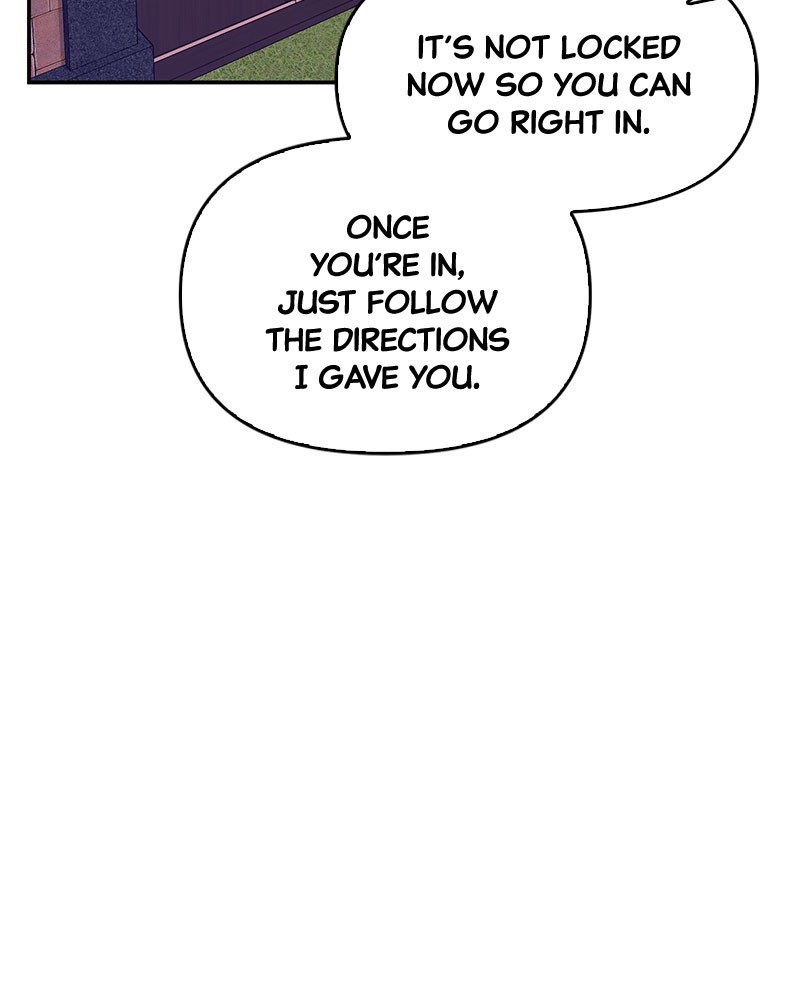 IT'S NOT LOCKED
NOW SO YOU CAN
GO RIGHT IN.
ONCE
YOU'RE IN,
JUST FOLLOW
THE DIRECTIONS
I GAVE YOU.